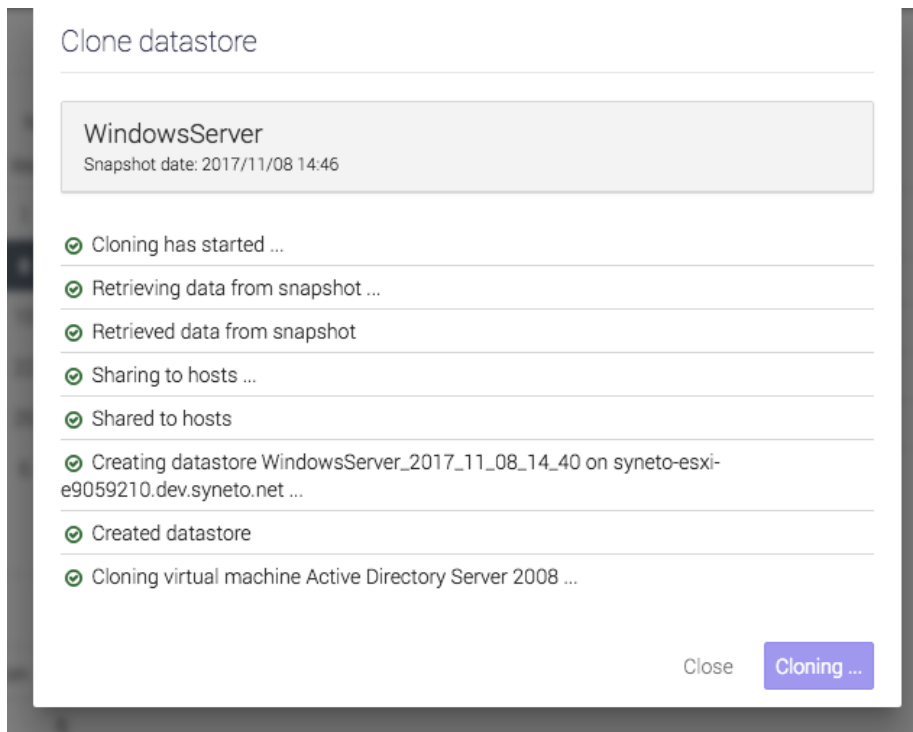 Clone datastore
WindowsServer
Snapshot date: 2017/11/08 14:46
Cloning has started ...
Retrieving data from snapshot ...
Retrieved data from snapshot
Sharing to hosts ...
Shared to hosts
Creating datastore WindowsServer_2017_11_08_14_40 on syneto-esxi-
e9059210.dev.syneto.net ...
Created datastore
Cloning virtual machine Active Directory Server 2008 ...
Close
Cloning ...